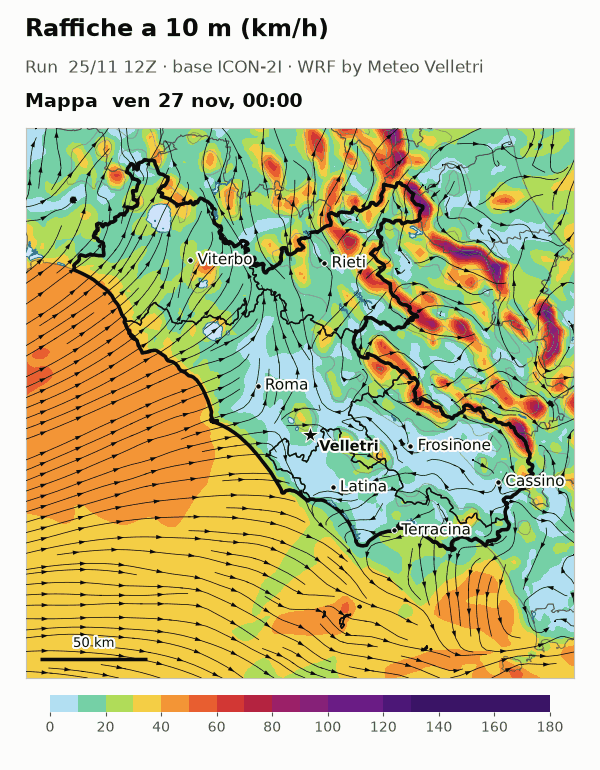 Raffiche a 10 m (km/h)
Run  25/11 12Z · base ICON-2I · WRF by Meteo Velletri
Mappa  ven 27 nov, 00:00
Viterbo
Rieti
Roma
Velletri
Frosinone
Latina
Cassino
Terracina
50 km
0 20 40 60 80 100 120 140 160 180